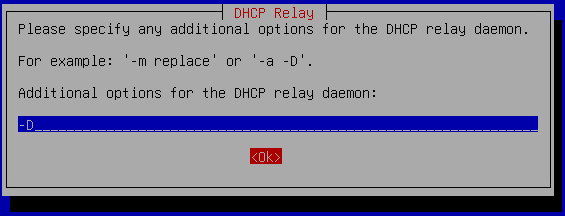 DHCP Relay
Please specify any additional options for the DHCP relay daemon.
For example: '-m replace' or '-a -D'.
Additional options for the DHCP relay daemon:
-D
<Ok>